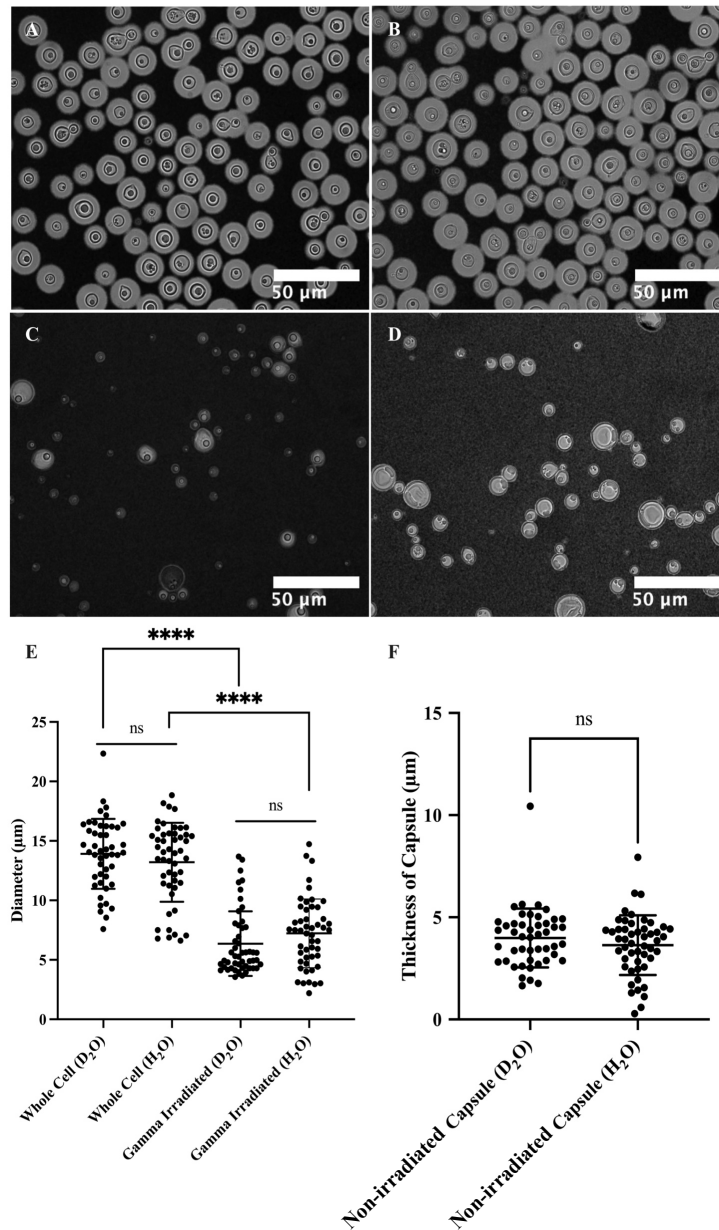 A
B
50 µm
50 µm
C
D
50 µm
50 µm
E
****
****
ns
ns
Diameter (µm)
25
20
15
10
5
0
Whole Cell (D₂O)
Whole Cell (H₂O)
Gamma Irradiated (D₂O)
Gamma Irradiated (H₂O)
F
ns
Thickness of Capsule (µm)
15
10
5
0
Non-irradiated Capsule (D₂O)
Non-irradiated Capsule (H₂O)